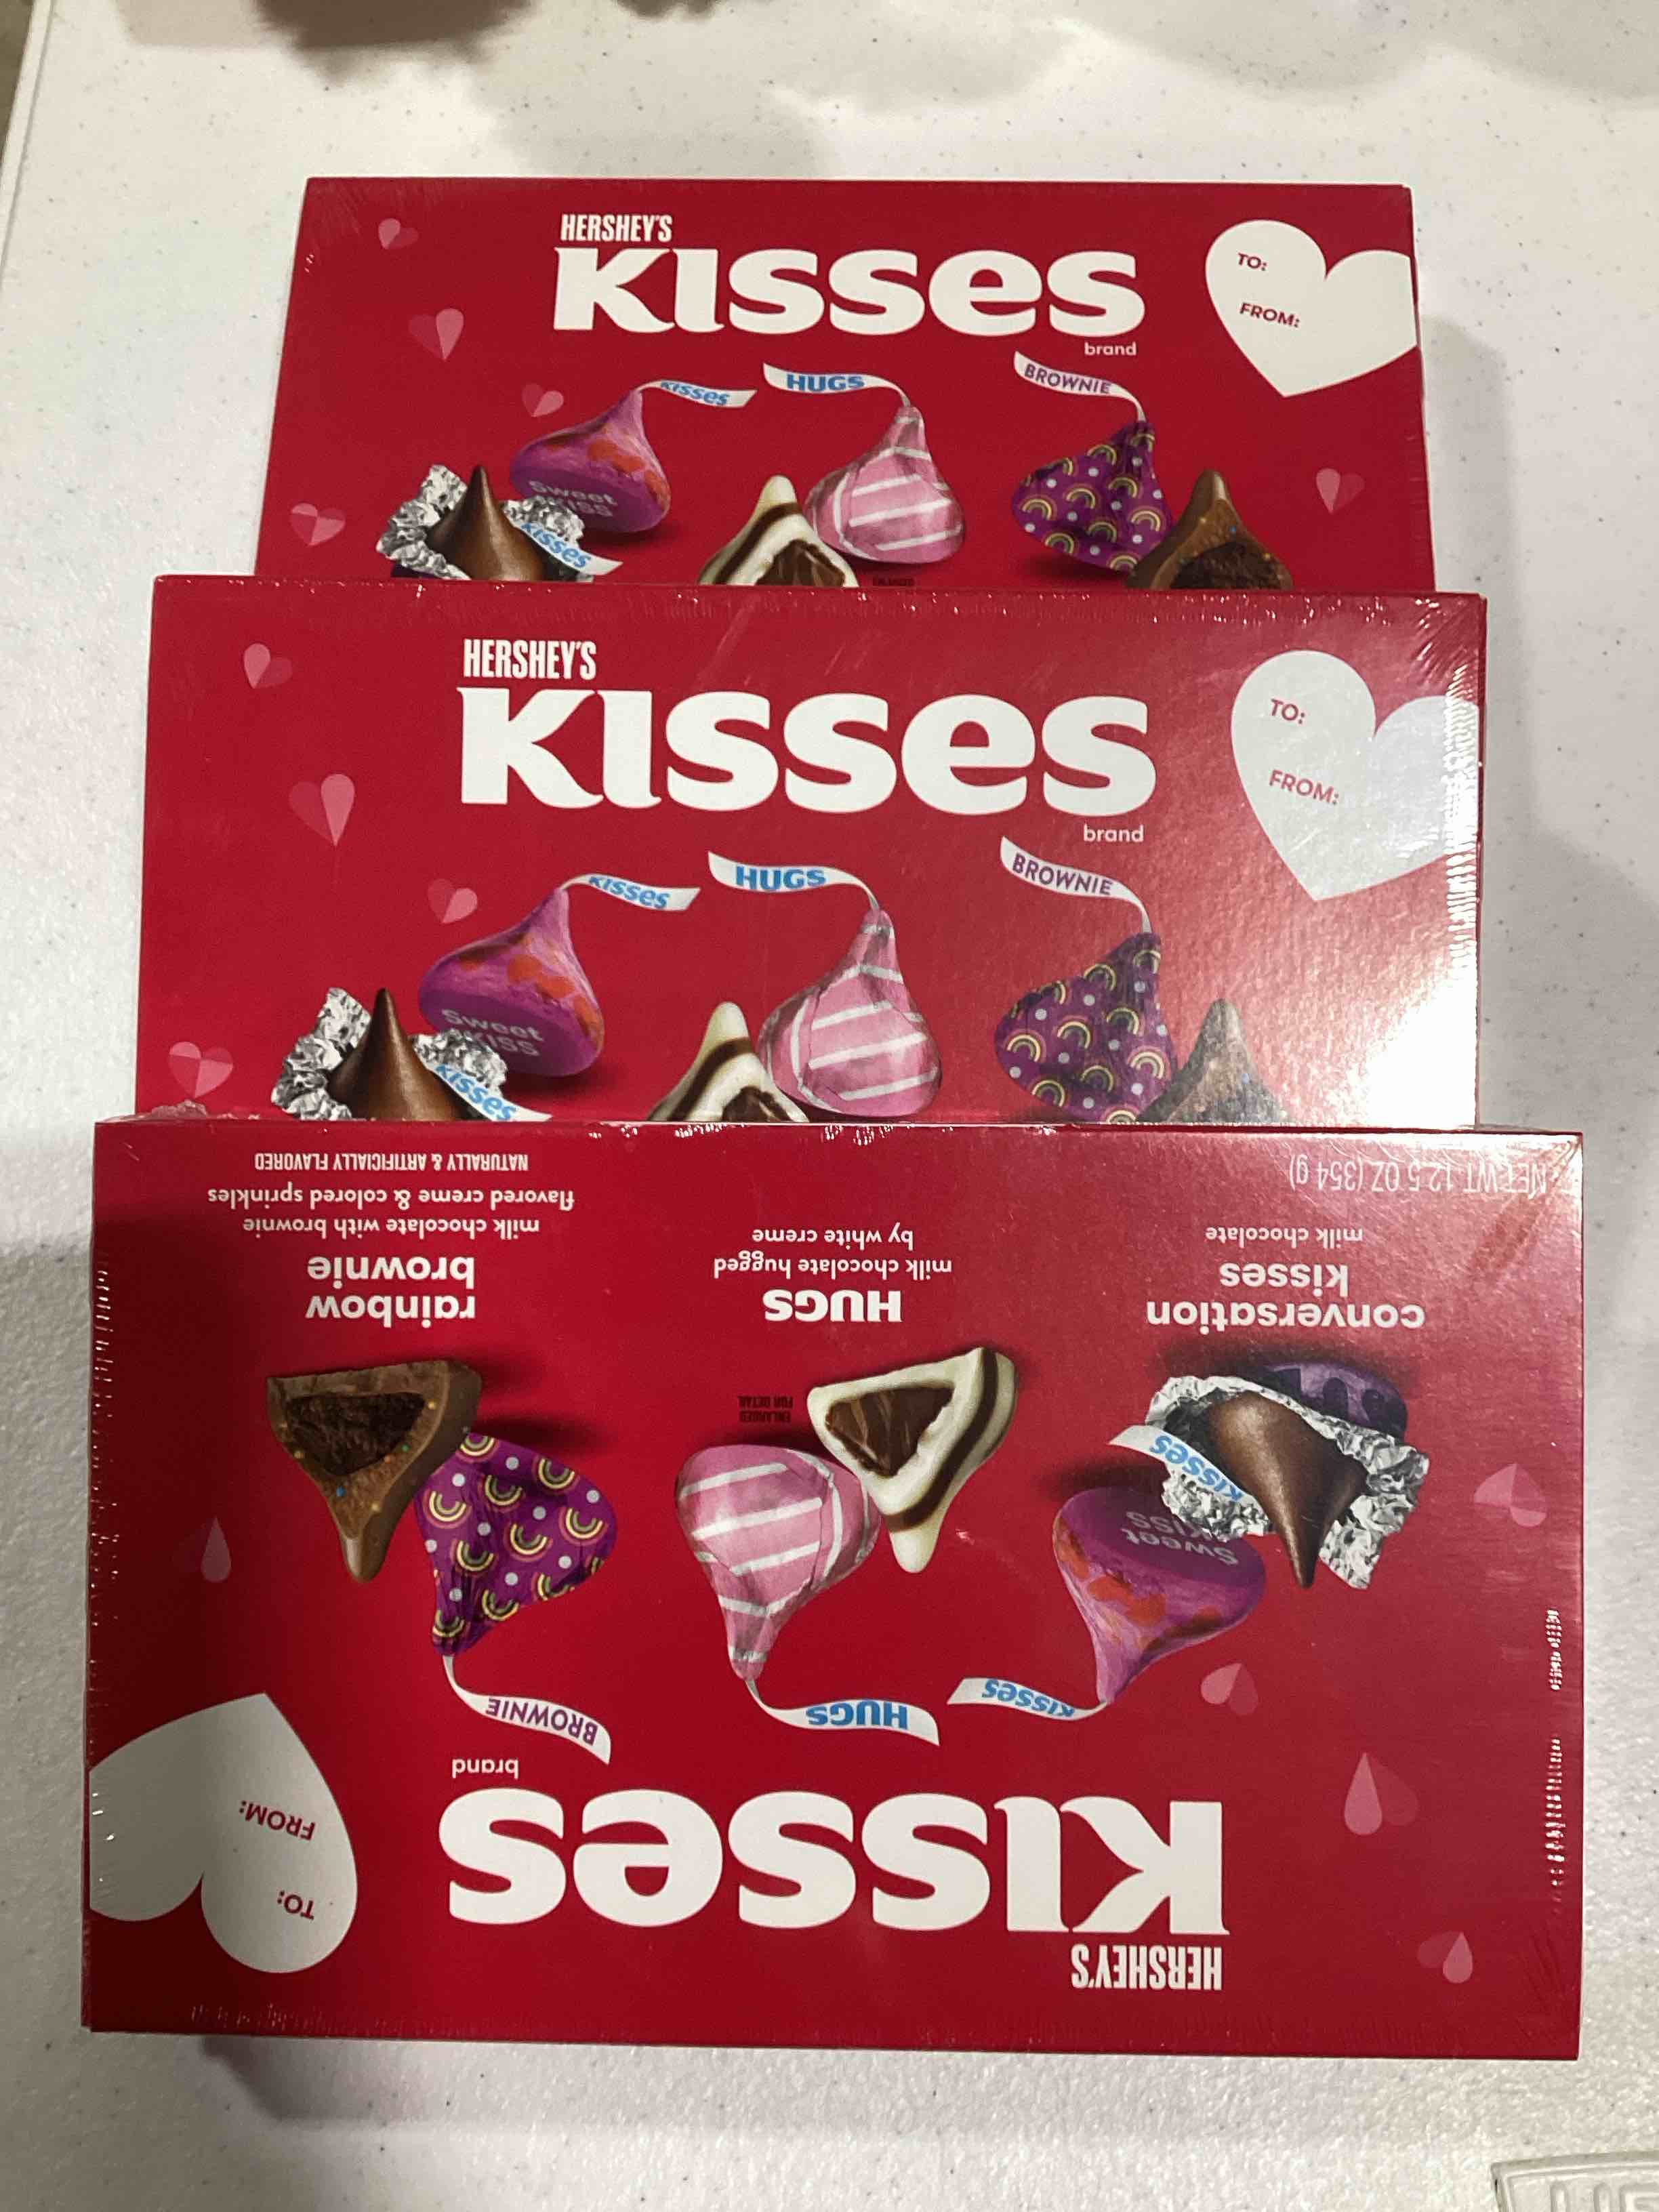 HERSHEY'S
KISSES
brand
TO:
FROM:
KISSES
HUGS
BROWNIE
Sweet
KISS
KISSES
ENLARGED
HERSHEY'S
KISSES
brand
TO:
FROM:
KISSES
HUGS
BROWNIE
Sweet
KISS
KISSES
HERSHEY'S
KISSES
brand
TO:
FROM:
KISSES
HUGS
BROWNIE
Sweet
KISS
KISSES
ENLARGED
FOR DETAIL
conversation
kisses
milk chocolate
HUGS
milk chocolate hugged
by white creme
rainbow
brownie
milk chocolate with brownie
flavored creme & colored sprinkles
NATURALLY & ARTIFICIALLY FLAVORED
NET WT 12.5 OZ (354 g)